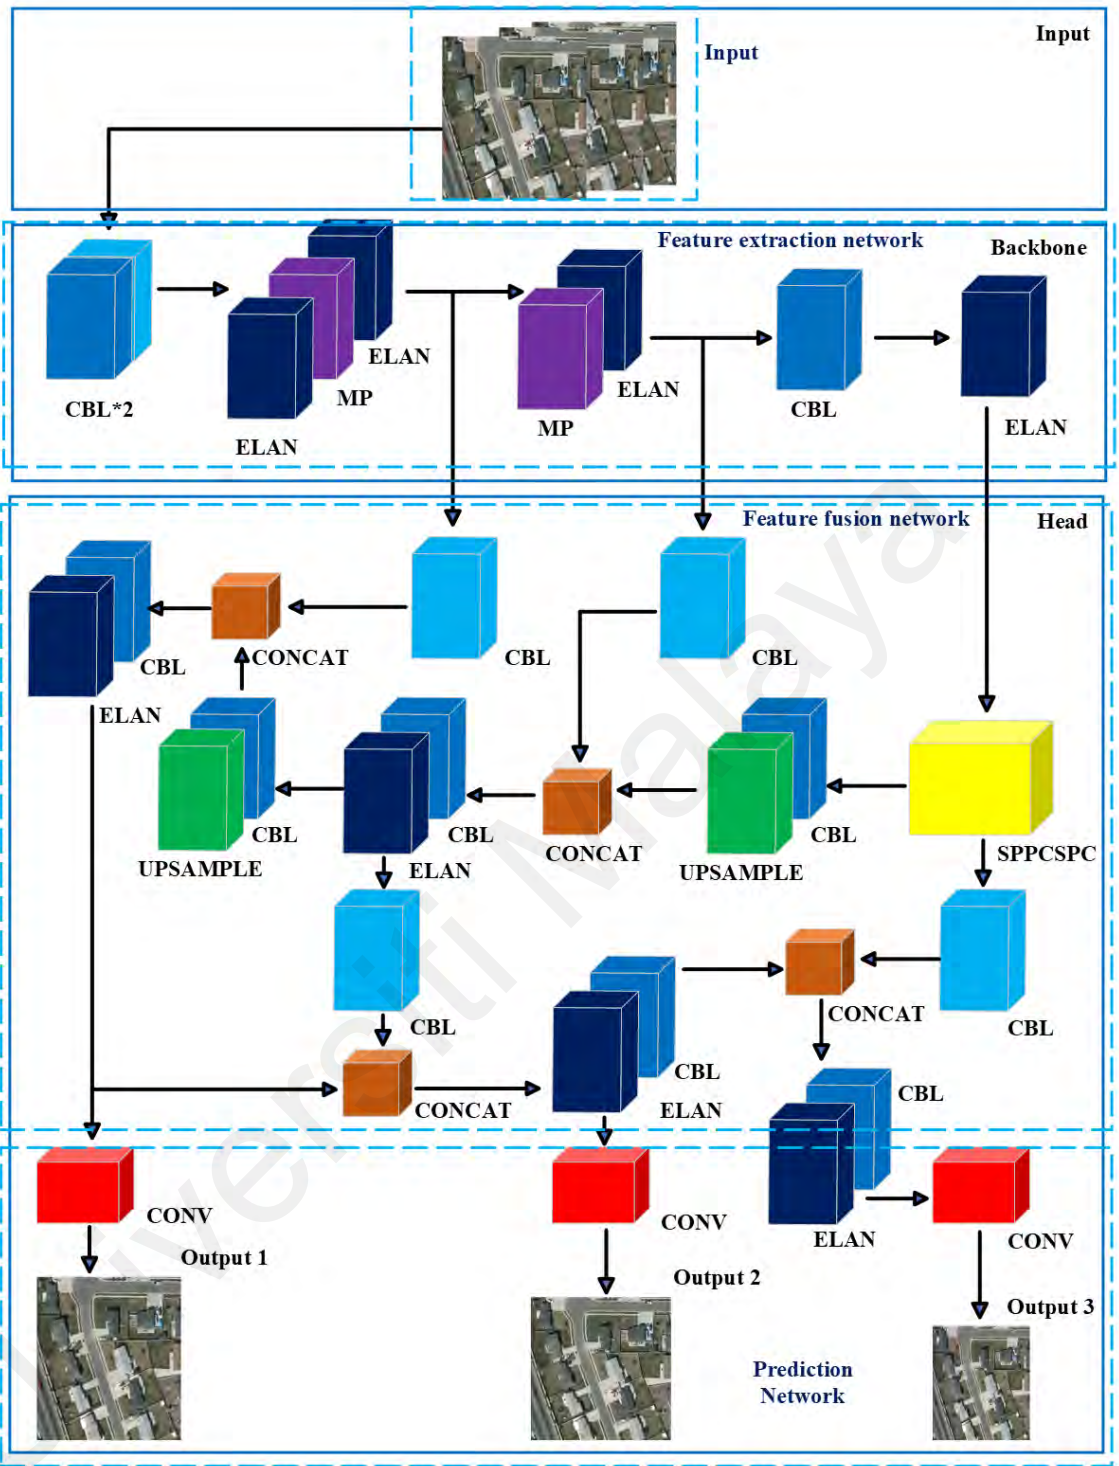 Input
Input
Feature extraction network
Backbone
CBL*2
ELAN
MP
ELAN
MP
ELAN
CBL
ELAN
Feature fusion network
Head
CBL
ELAN
CONCAT
CBL
CBL
UPSAMPLE
CBL
ELAN
CBL
CONCAT
UPSAMPLE
CBL
SPPCSPC
CBL
CONCAT
CBL
ELAN
CONCAT
CBL
CBL
ELAN
CONV
Output 1
CONV
Output 2
CONV
Output 3
Prediction
Network
Universiti Malaya